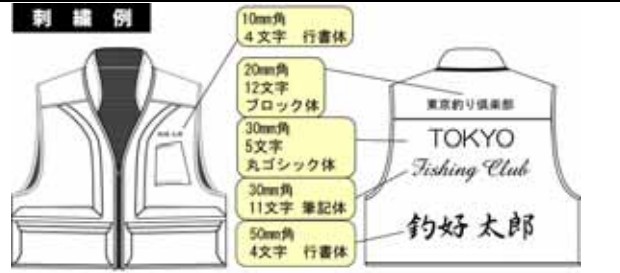 刺繍例
10mm角
4文字 行書体
20mm角
12文字
ブロック体
30mm角
5文字
丸ゴシック体
30mm角
11文字 筆記体
50mm角
4文字 行書体
東京釣り倶楽部
TOKYO
Fishing Club
釣好 太郎